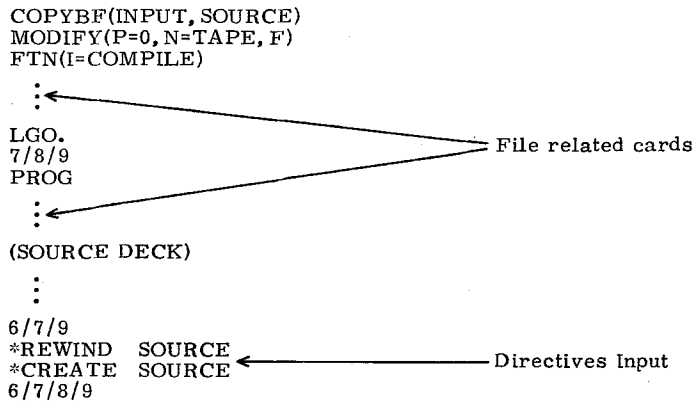 COPYBF(INPUT, SOURCE)
MODIFY(P=0, N=TAPE, F)
FTN(I=COMPILE)
File related cards
LGO.
7/8/9
PROG
(SOURCE DECK)
6/7/9
*REWIND SOURCE
*CREATE SOURCE
Directives Input
6/7/8/9